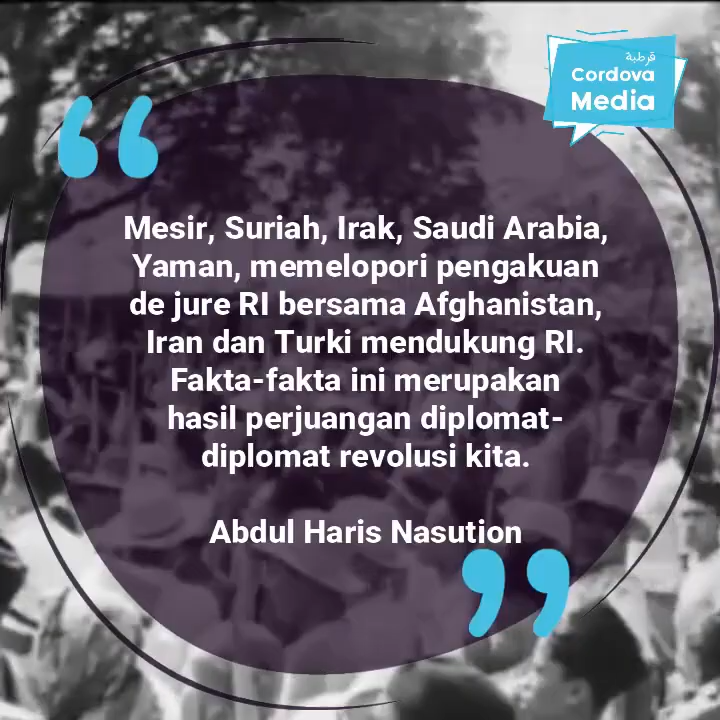 قرطبة
Cordova
Media
Mesir, Suriah, Irak, Saudi Arabia,
Yaman, memelopori pengakuan
de jure RI bersama Afghanistan,
Iran dan Turki mendukung RI.
Fakta-fakta ini merupakan
hasil perjuangan diplomat-
diplomat revolusi kita.
Abdul Haris Nasution